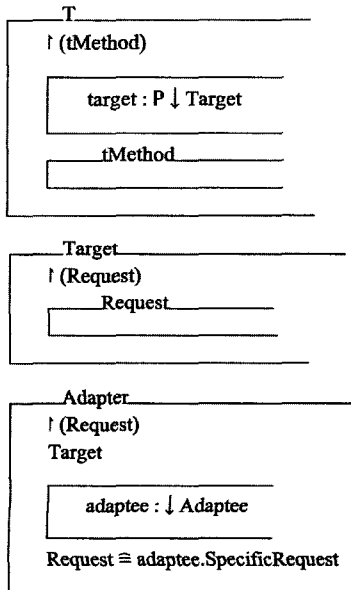 T
↾ (tMethod)
target : P ↓ Target
tMethod
Target
↾ (Request)
Request
Adapter
↾ (Request)
Target
adaptee : ↓ Adaptee
Request ≅ adaptee.SpecificRequest